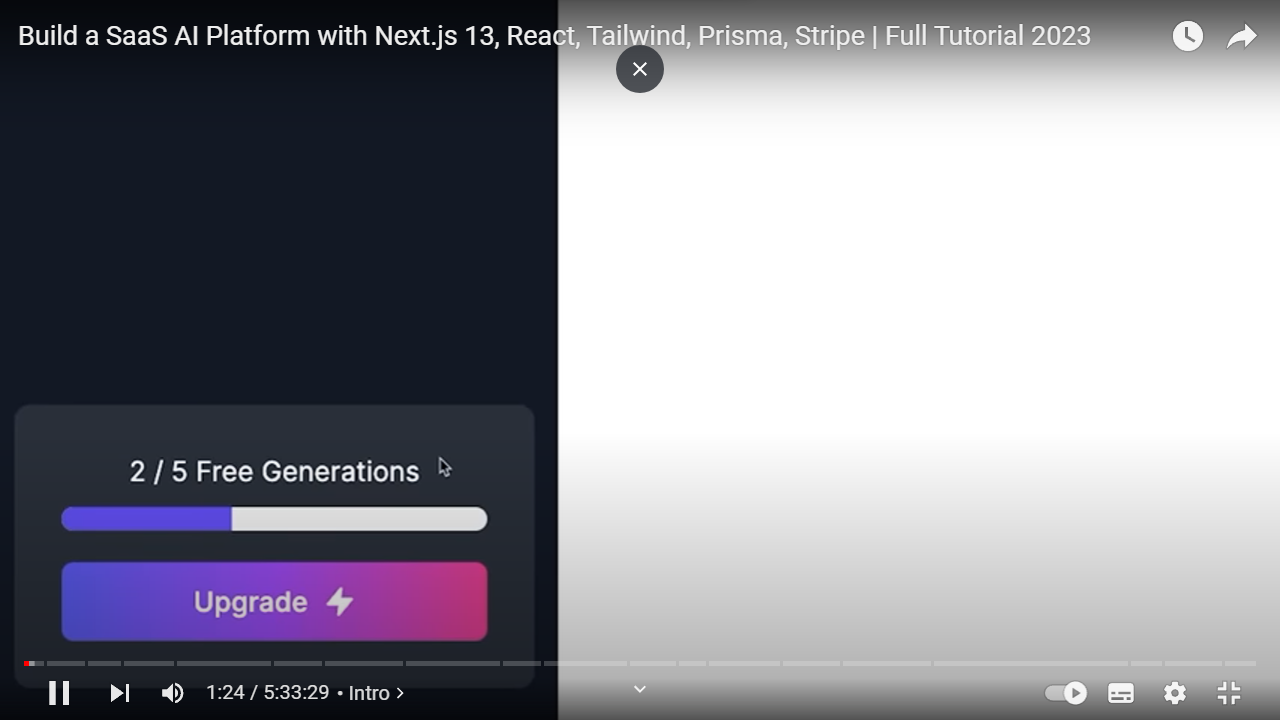 Build a SaaS AI Platform with Next.js 13, React, Tailwind, Prisma, Stripe | Full Tutorial 2023
2 / 5 Free Generations
Upgrade
1:24 / 5:33:29 • Intro